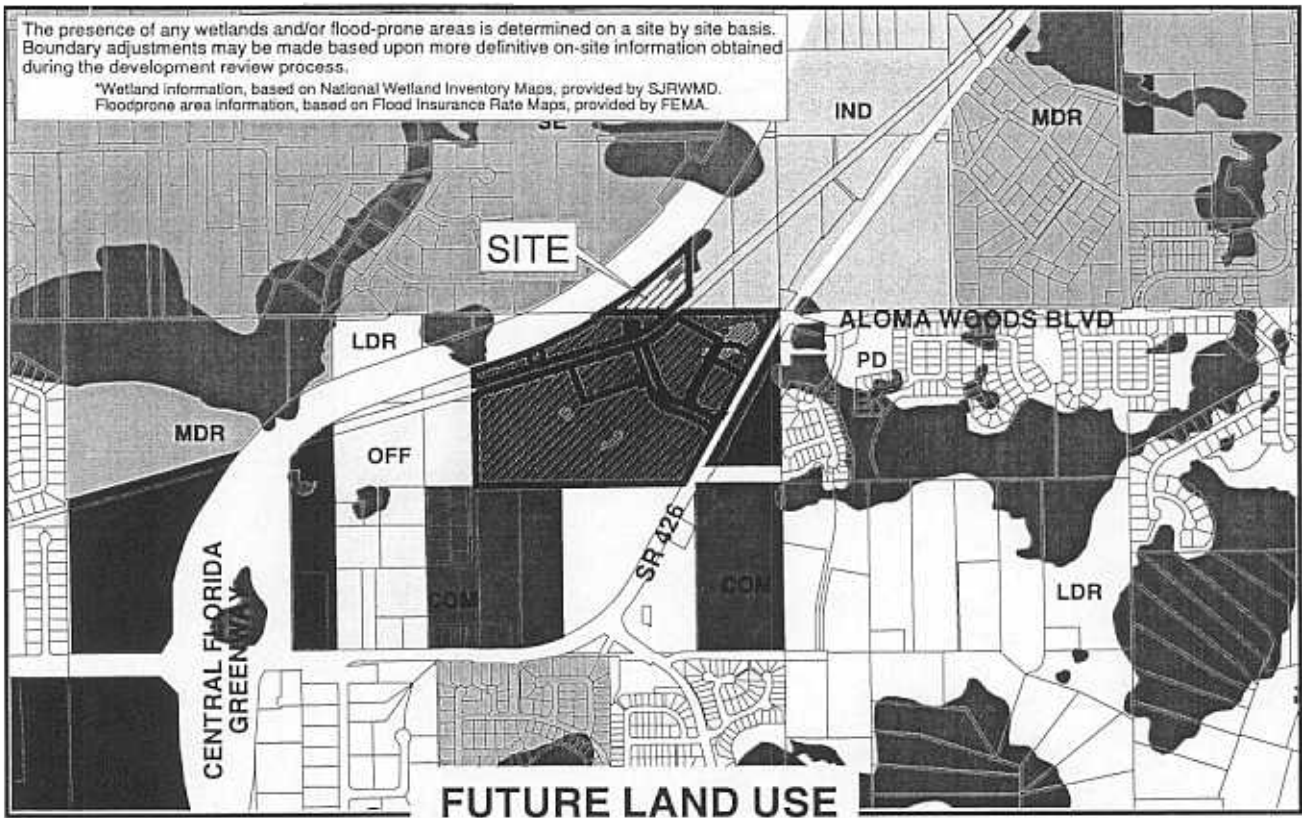 The presence of any wetlands and/or flood-prone areas is determined on a site by site basis.
Boundary adjustments may be made based upon more definitive on-site information obtained
during the development review process.
*Wetland information, based on National Wetland Inventory Maps, provided by SJRWMD.
Floodprone area information, based on Flood Insurance Rate Maps, provided by FEMA.
SE
IND
MDR
SITE
ALOMA WOODS BLVD
LDR
PD
MDR
OFF
SR 426
COM
COM
LDR
CENTRAL FLORIDA
GREENWAY
FUTURE LAND USE